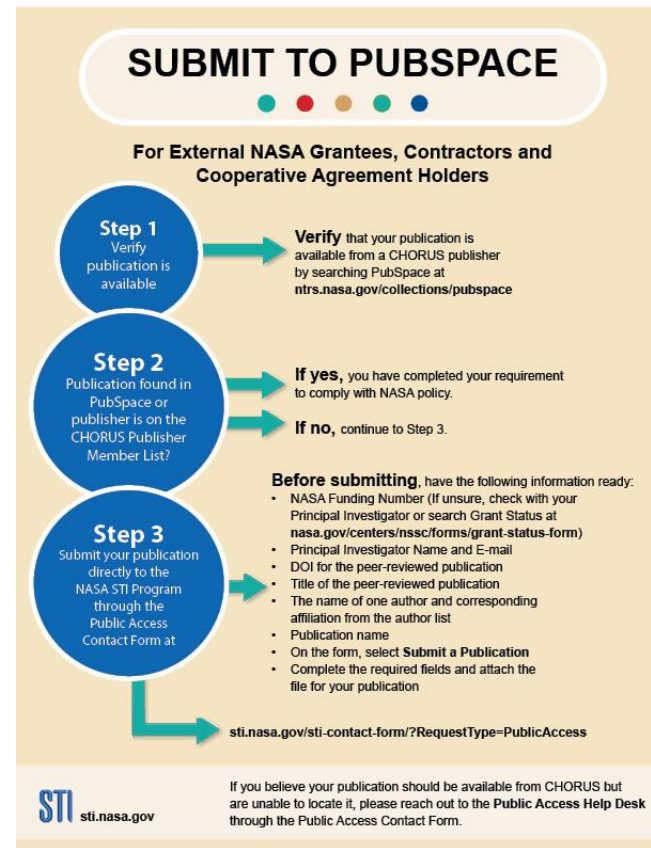 SUBMIT TO PUBSPACE
For External NASA Grantees, Contractors and
Cooperative Agreement Holders
Step 1
Verify
publication is
available
Verify that your publication is
available from a CHORUS publisher
by searching PubSpace at
ntrs.nasa.gov/collections/pubspace
Step 2
Publication found in
PubSpace or
publisher is on the
CHORUS Publisher
Member List?
If yes, you have completed your requirement
to comply with NASA policy.
If no, continue to Step 3.
Step 3
Submit your publication
directly to the
NASA STI Program
through the
Public Access
Contact Form at
Before submitting, have the following information ready:
• NASA Funding Number (If unsure, check with your
Principal Investigator or search Grant Status at
nasa.gov/centers/nssc/forms/grant-status-form)
• Principal Investigator Name and E-mail
• DOI for the peer-reviewed publication
• Title of the peer-reviewed publication
• The name of one author and corresponding
affiliation from the author list
• Publication name
• On the form, select Submit a Publication
• Complete the required fields and attach the
file for your publication
sti.nasa.gov/sti-contact-form/?RequestType=PublicAccess
STI sti.nasa.gov
If you believe your publication should be available from CHORUS but
are unable to locate it, please reach out to the Public Access Help Desk
through the Public Access Contact Form.